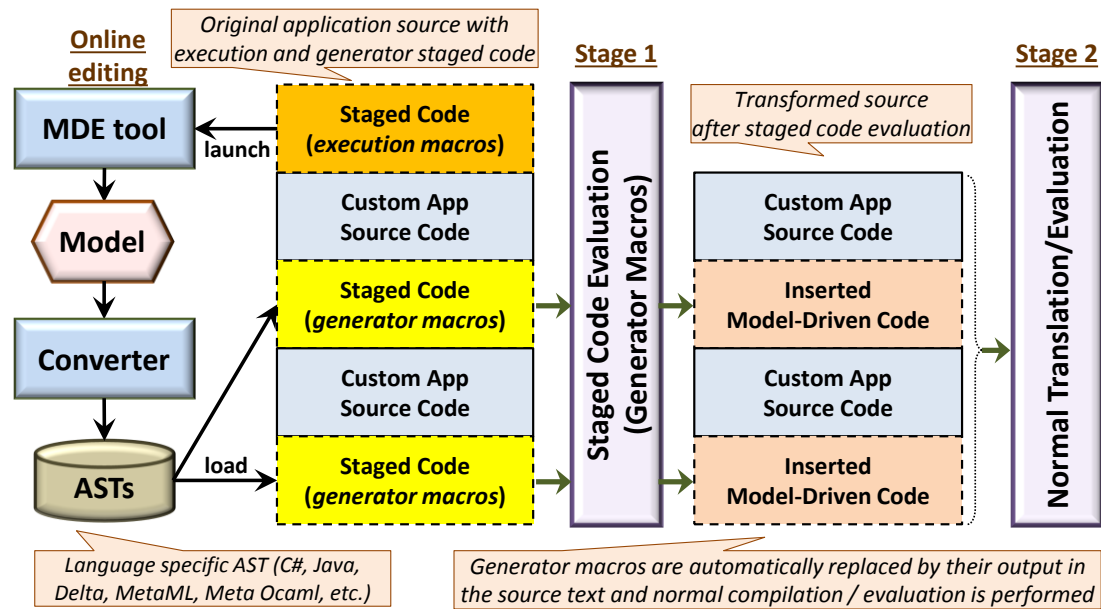 Online
editing
MDE tool
launch
Model
Converter
ASTs
load
Language specific AST (C#, Java,
Delta, MetaML, Meta Ocaml, etc.)
Original application source with
execution and generator staged code
Staged Code
(execution macros)
Custom App
Source Code
Staged Code
(generator macros)
Custom App
Source Code
Staged Code
(generator macros)
Stage 1
Staged Code Evaluation
(Generator Macros)
Transformed source
after staged code evaluation
Custom App
Source Code
Inserted
Model-Driven Code
Custom App
Source Code
Inserted
Model-Driven Code
Generator macros are automatically replaced by their output in
the source text and normal compilation / evaluation is performed
Stage 2
Normal Translation/Evaluation